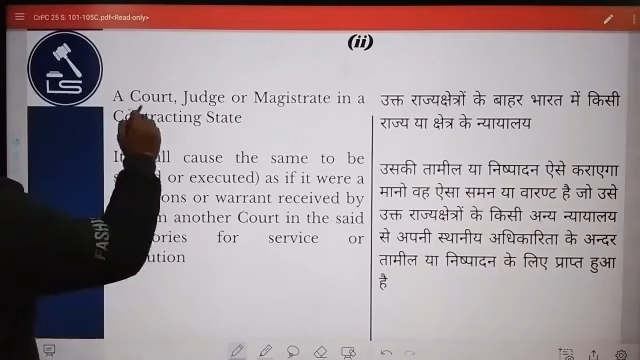 CrPC 25 S. 101-105C.pdf<Read-only>
(ii)
A Court, Judge or Magistrate in a
State
cause the same to be
or executed) as if it were a
or warrant received by
another Court in the said
for service or
उक्त राज्यक्षेत्रों के बाहर भारत में किसी
राज्य या क्षेत्र के न्यायालय
उसकी तामील या निष्पादन ऐसे कराएगा
मानो वह ऐसा समन या वारण्ट है जो उसे
उक्त राज्यक्षेत्रों के किसी अन्य न्यायालय
से अपनी स्थानीय अधिकारिता के अन्दर
तामील या निष्पादन के लिए प्राप्त हुआ
है
LS
FASHI